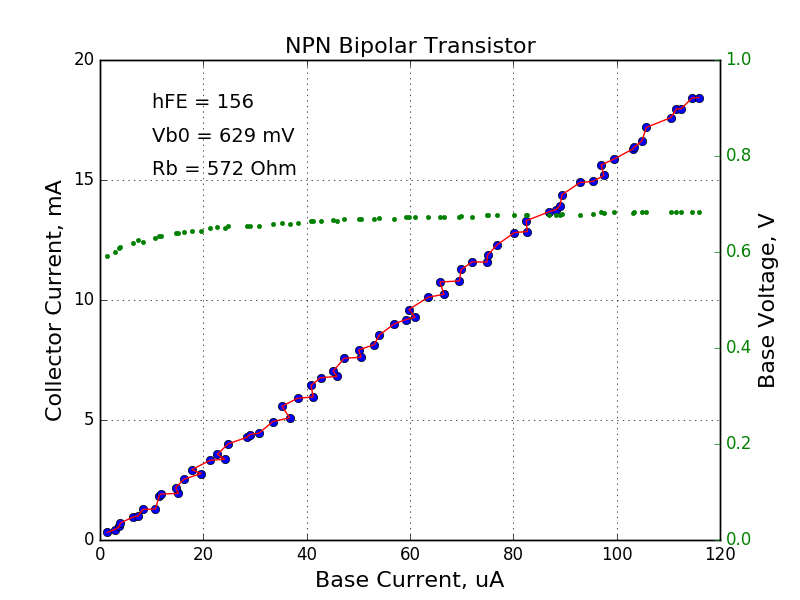 NPN Bipolar Transistor
hFE = 156
Vb0 = 629 mV
Rb = 572 Ohm
Collector Current, mA
20
15
10
5
0
Base Voltage, V
1.0
0.8
0.6
0.4
0.2
0.0
0 20 40 60 80 100 120
Base Current, uA